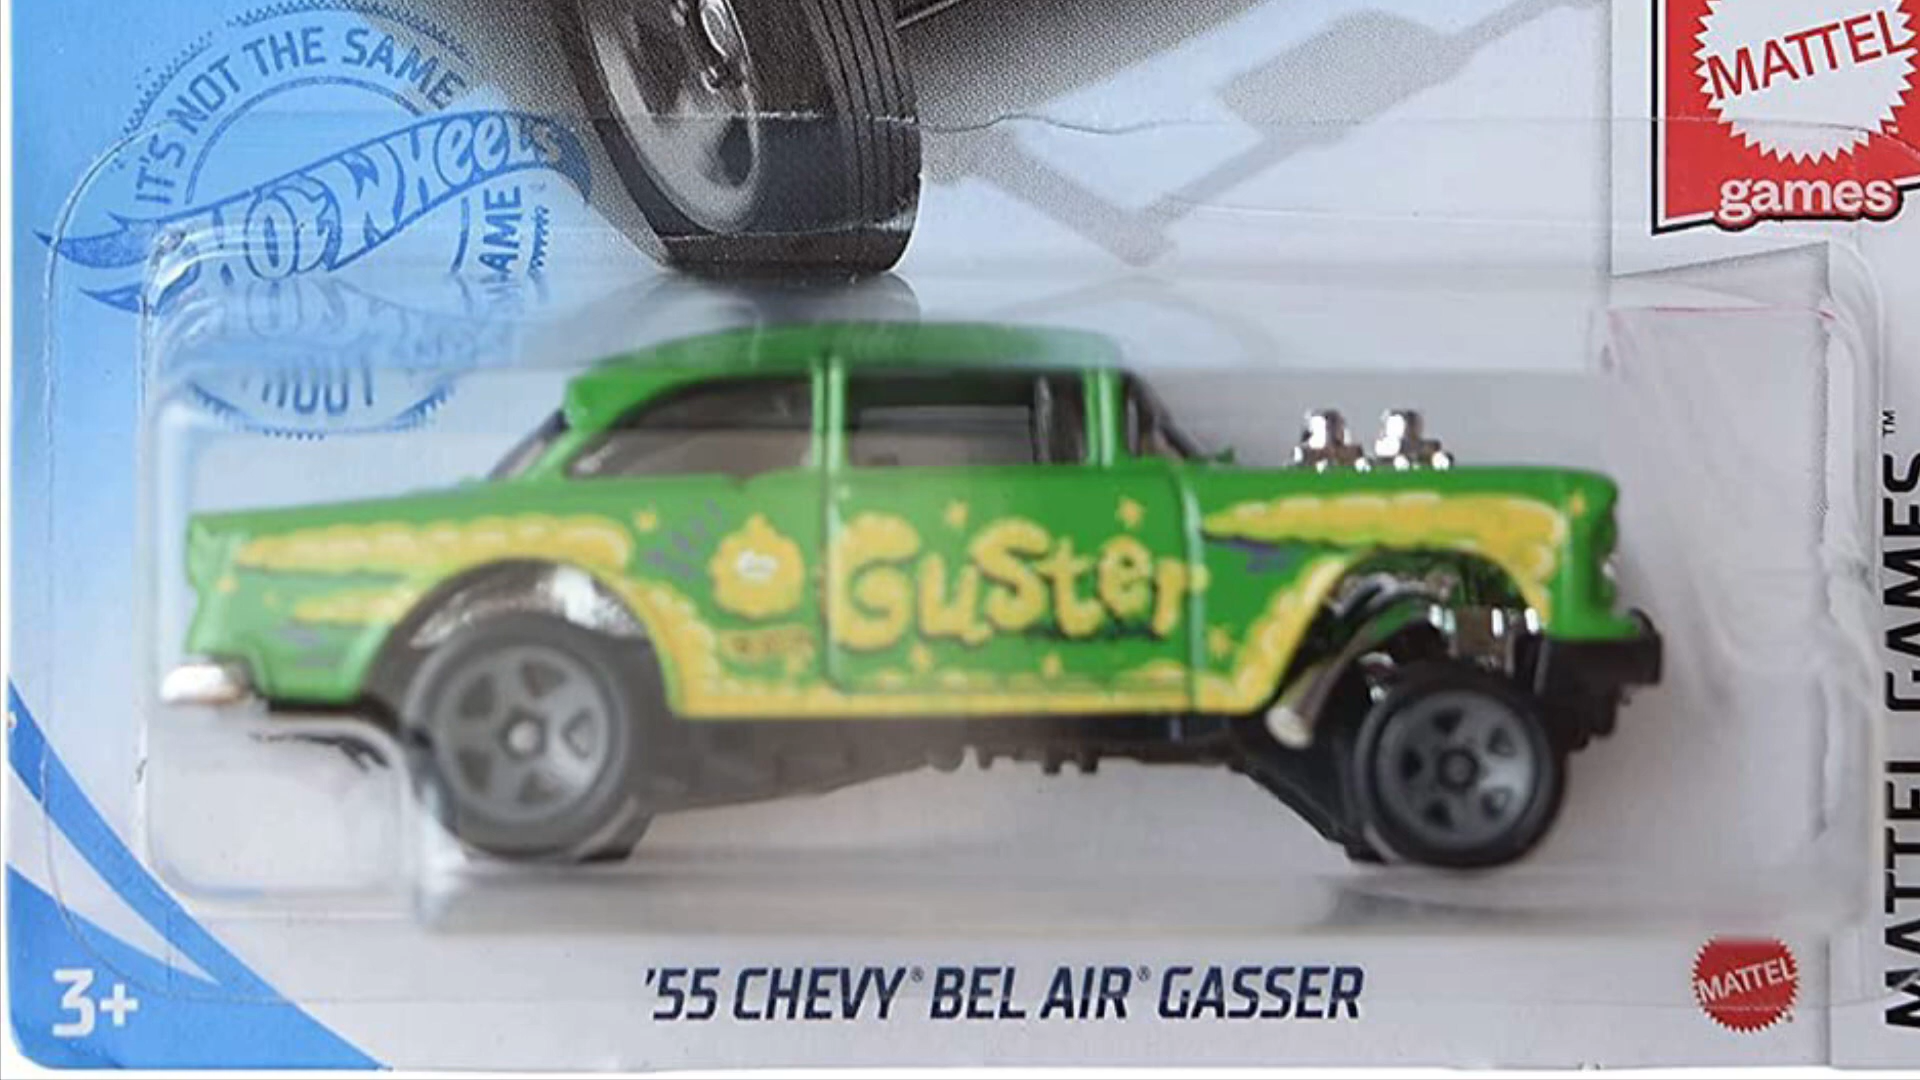 IT'S NOT THE SAME
HOT WHEELS
GAME
MATTEL
games
Guster
MATTEL GAMES™
3+
'55 CHEVY® BEL AIR® GASSER
MATTEL